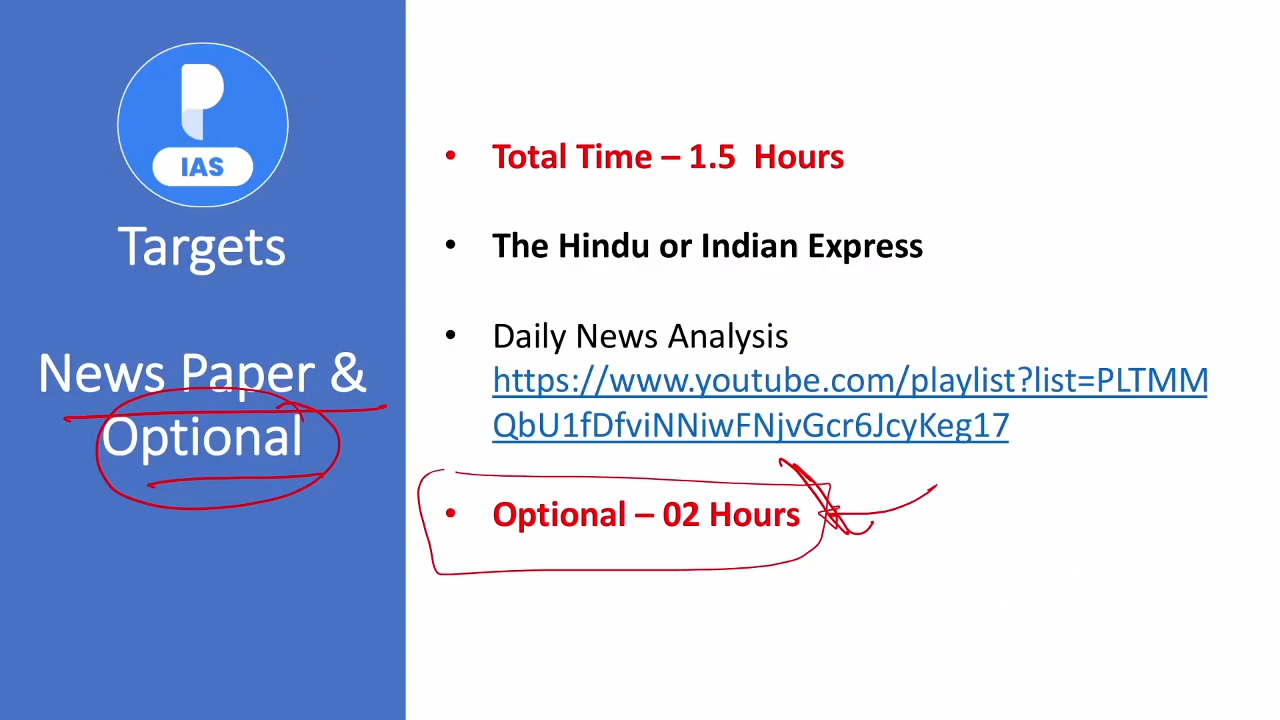 P
IAS
Targets
News Paper &
Optional
• Total Time – 1.5 Hours
• The Hindu or Indian Express
• Daily News Analysis
https://www.youtube.com/playlist?list=PLTMM
QbU1fDfviNNiwFNjvGcr6JcyKeg17
• Optional – 02 Hours